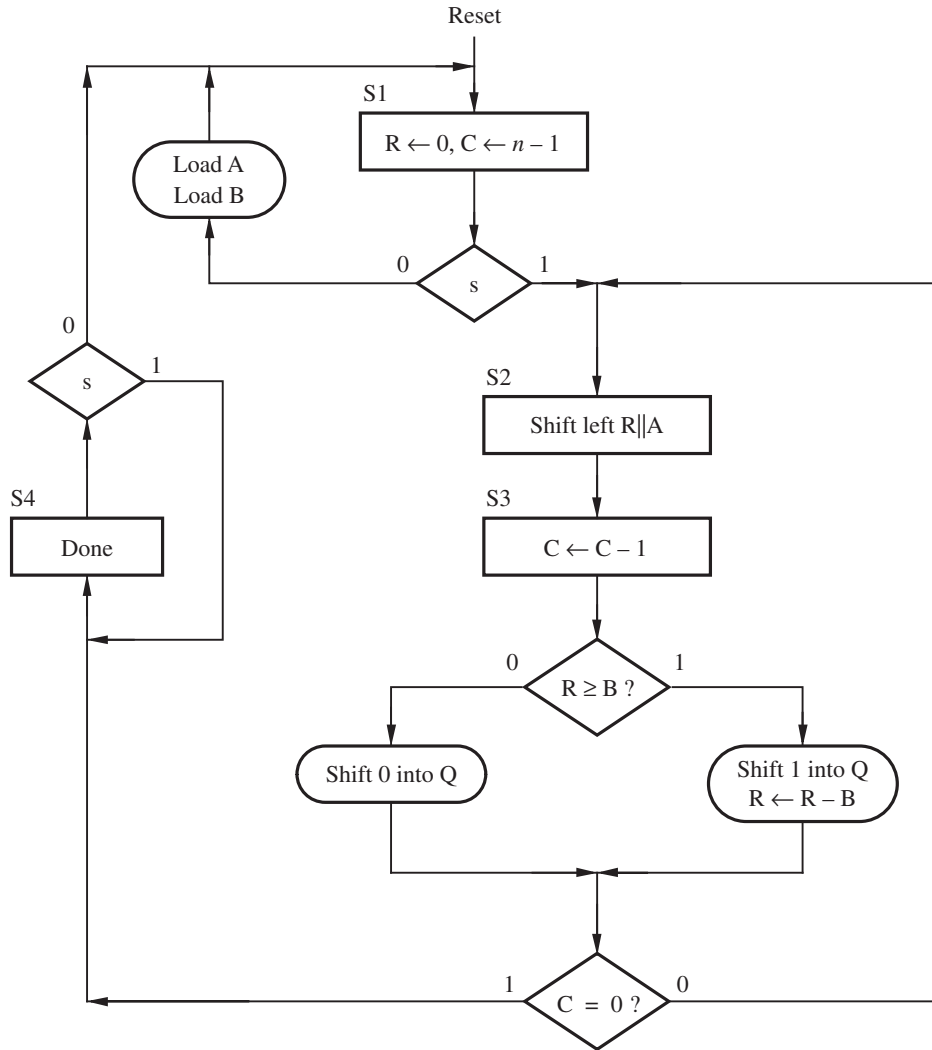 Reset
S1
R ← 0, C ← n – 1
Load A
Load B
0
s
1
0
s
1
S2
Shift left R||A
S3
C ← C – 1
S4
Done
0
R ≥ B ?
1
Shift 0 into Q
Shift 1 into Q
R ← R – B
1
C = 0 ?
0